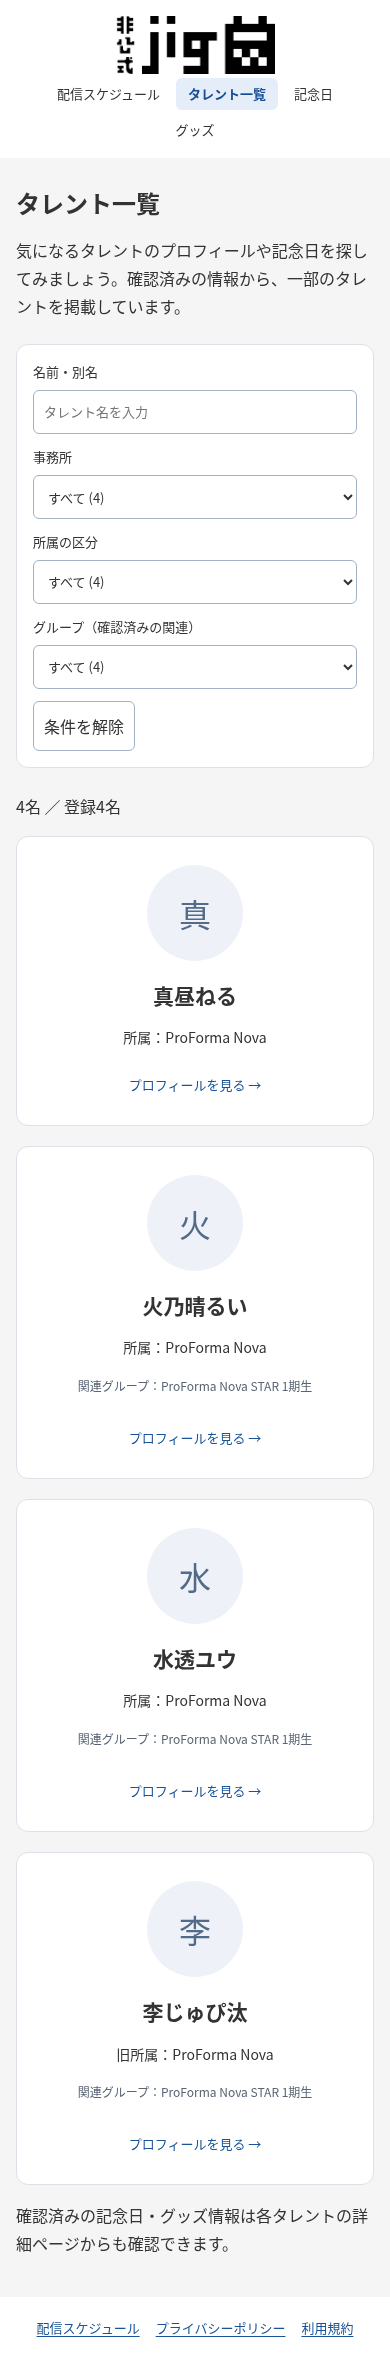 非公式
jig箱
配信スケジュール
タレント一覧
記念日
グッズ
タレント一覧
気になるタレントのプロフィールや記念日を探し
てみましょう。確認済みの情報から、一部のタレ
ントを掲載しています。
名前・別名
タレント名を入力
事務所
すべて (4)
所属の区分
すべて (4)
グループ（確認済みの関連）
すべて (4)
条件を解除
4名 ／ 登録4名
真
真昼ねる
所属：ProForma Nova
プロフィールを見る →
火
火乃晴るい
所属：ProForma Nova
関連グループ：ProForma Nova STAR 1期生
プロフィールを見る →
水
水透ユウ
所属：ProForma Nova
関連グループ：ProForma Nova STAR 1期生
プロフィールを見る →
李
李じゅぴ汰
旧所属：ProForma Nova
関連グループ：ProForma Nova STAR 1期生
プロフィールを見る →
確認済みの記念日・グッズ情報は各タレントの詳
細ページからも確認できます。
配信スケジュール
プライバシーポリシー
利用規約